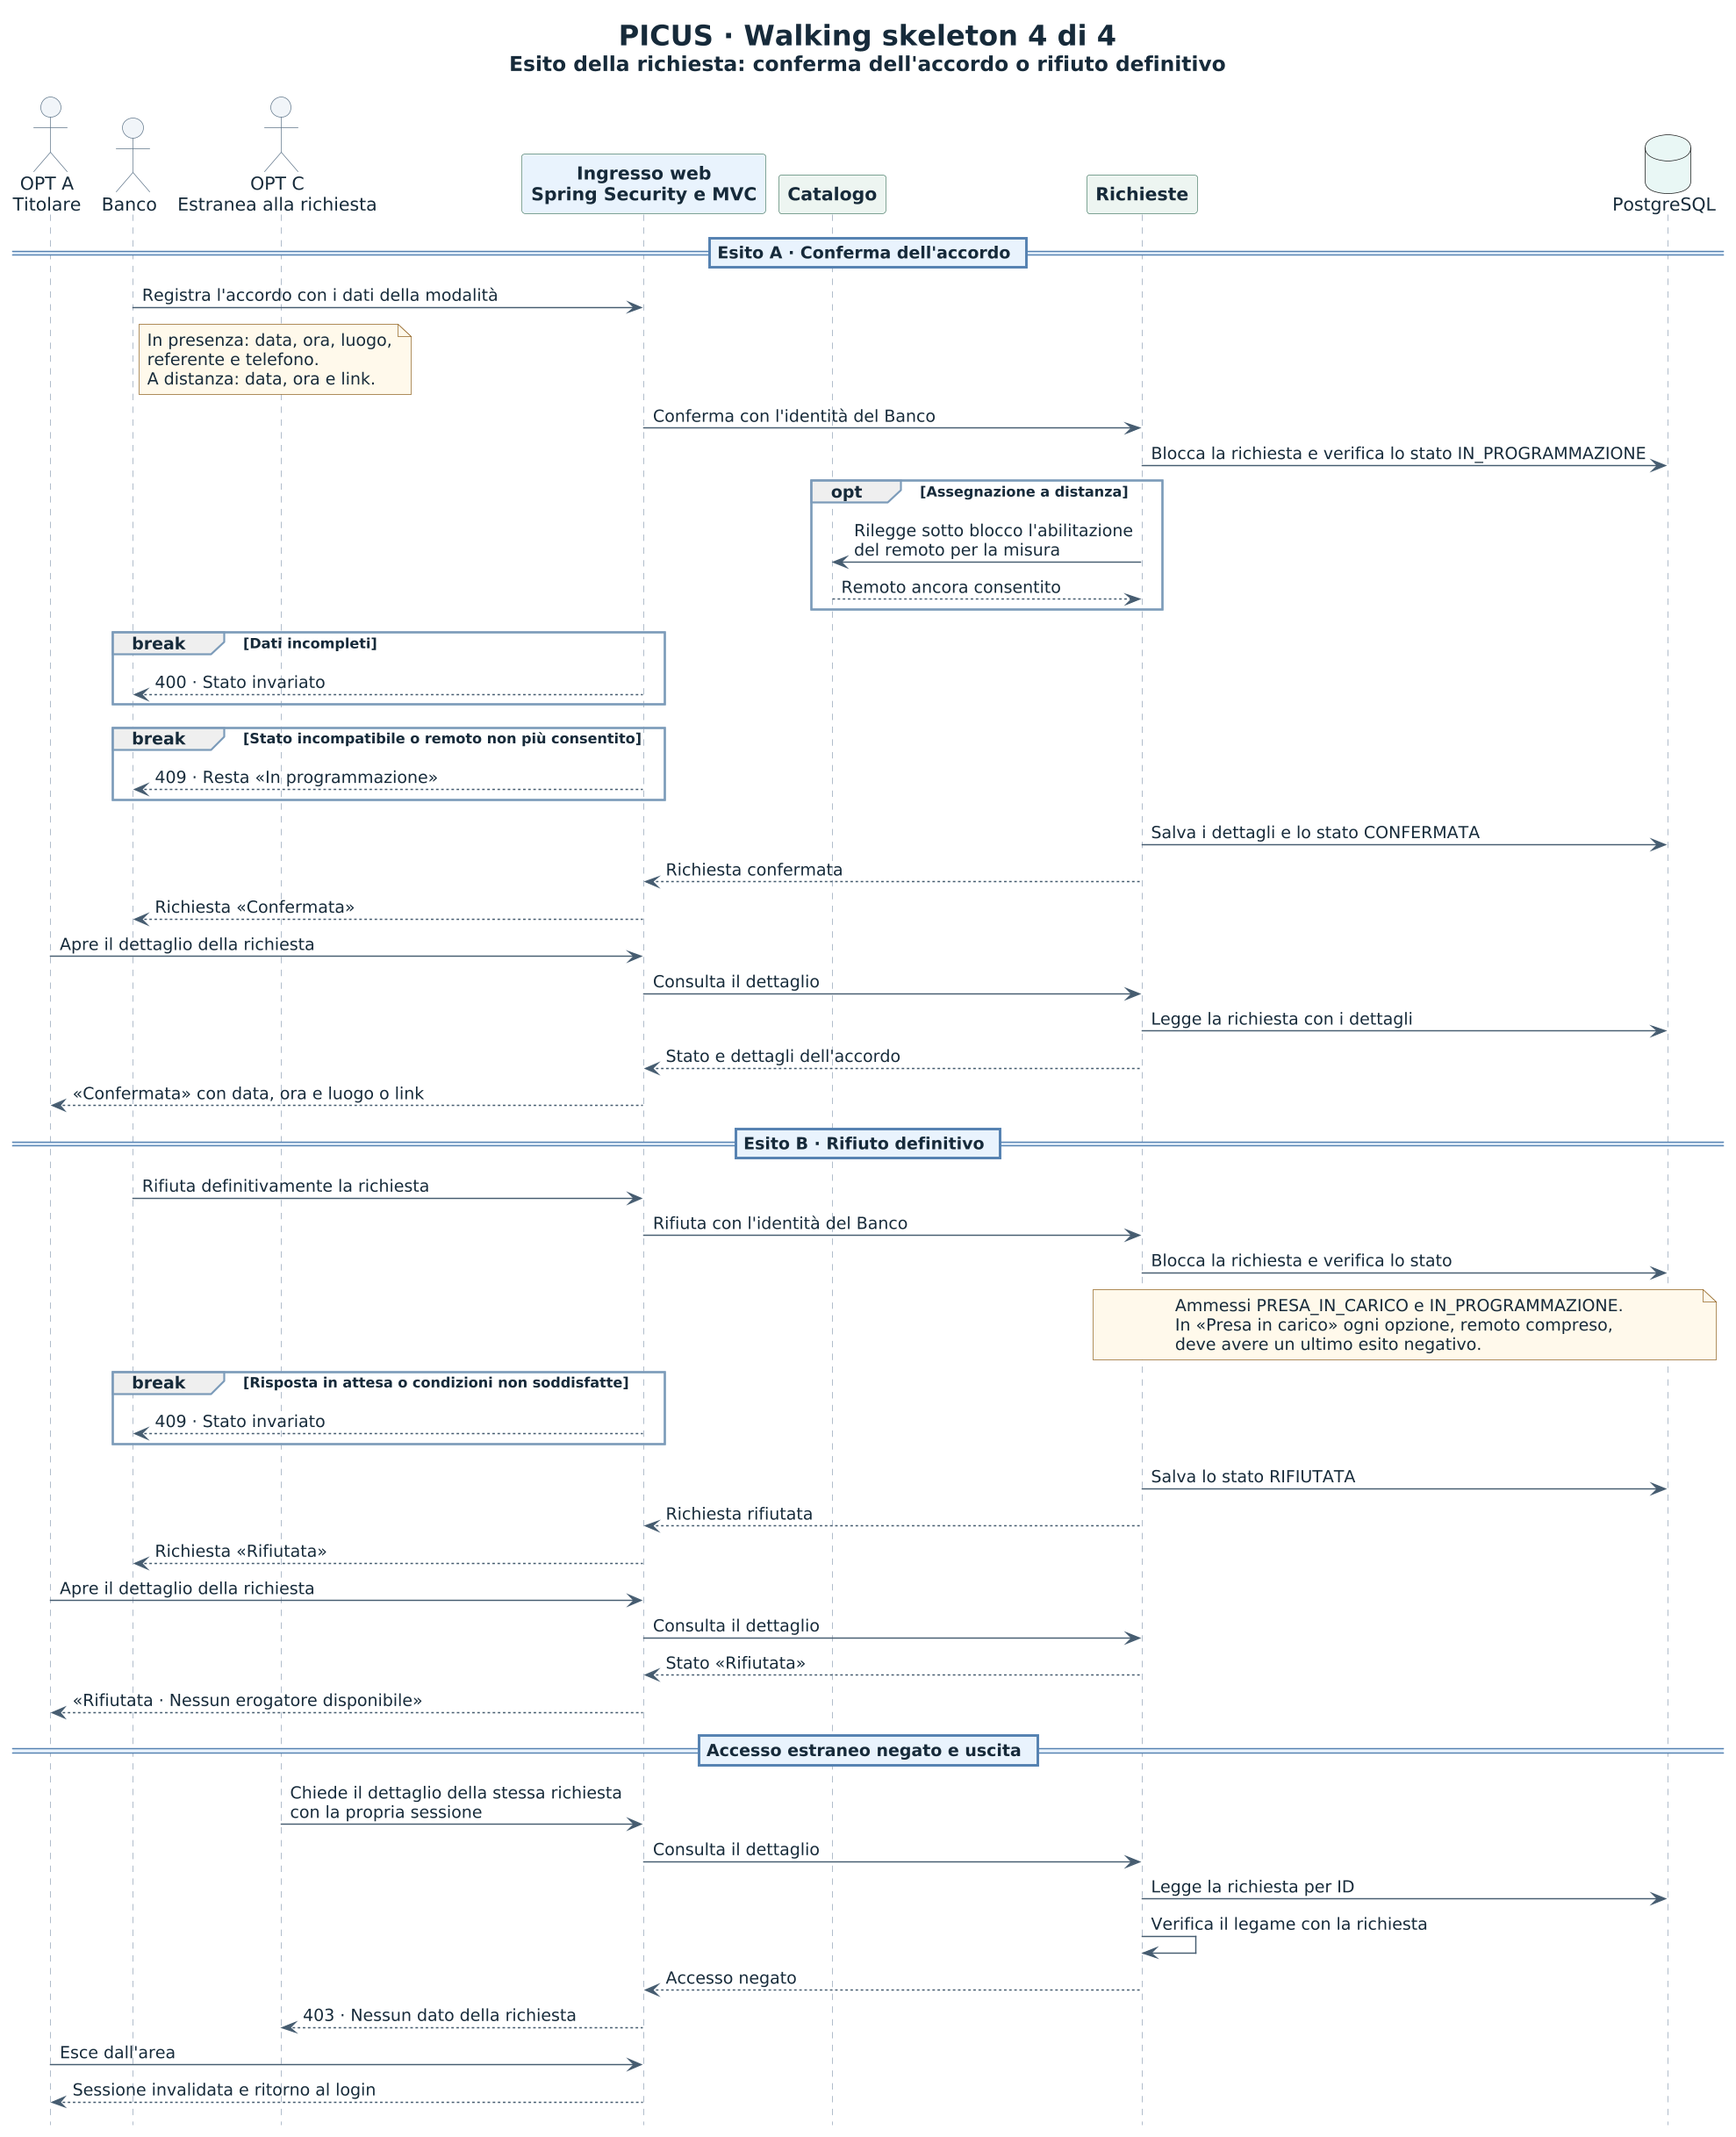 PICUS · Walking skeleton 4 di 4
Esito della richiesta: conferma dell'accordo o rifiuto definitivo
OPT A
Titolare
Banco
OPT C
Estranea alla richiesta
Ingresso web
Spring Security e MVC
Catalogo
Richieste
PostgreSQL
Esito A · Conferma dell'accordo
Registra l'accordo con i dati della modalità
In presenza: data, ora, luogo,
referente e telefono.
A distanza: data, ora e link.
Conferma con l'identità del Banco
Blocca la richiesta e verifica lo stato IN_PROGRAMMAZIONE
opt [Assegnazione a distanza]
Rilegge sotto blocco l'abilitazione
del remoto per la misura
Remoto ancora consentito
break [Dati incompleti]
400 · Stato invariato
break [Stato incompatibile o remoto non più consentito]
409 · Resta «In programmazione»
Salva i dettagli e lo stato CONFERMATA
Richiesta confermata
Richiesta «Confermata»
Apre il dettaglio della richiesta
Consulta il dettaglio
Legge la richiesta con i dettagli
Stato e dettagli dell'accordo
«Confermata» con data, ora e luogo o link
Esito B · Rifiuto definitivo
Rifiuta definitivamente la richiesta
Rifiuta con l'identità del Banco
Blocca la richiesta e verifica lo stato
Ammessi PRESA_IN_CARICO e IN_PROGRAMMAZIONE.
In «Presa in carico» ogni opzione, remoto compreso,
deve avere un ultimo esito negativo.
break [Risposta in attesa o condizioni non soddisfatte]
409 · Stato invariato
Salva lo stato RIFIUTATA
Richiesta rifiutata
Richiesta «Rifiutata»
Apre il dettaglio della richiesta
Consulta il dettaglio
Stato «Rifiutata»
«Rifiutata · Nessun erogatore disponibile»
Accesso estraneo negato e uscita
Chiede il dettaglio della stessa richiesta
con la propria sessione
Consulta il dettaglio
Legge la richiesta per ID
Verifica il legame con la richiesta
Accesso negato
403 · Nessun dato della richiesta
Esce dall'area
Sessione invalidata e ritorno al login